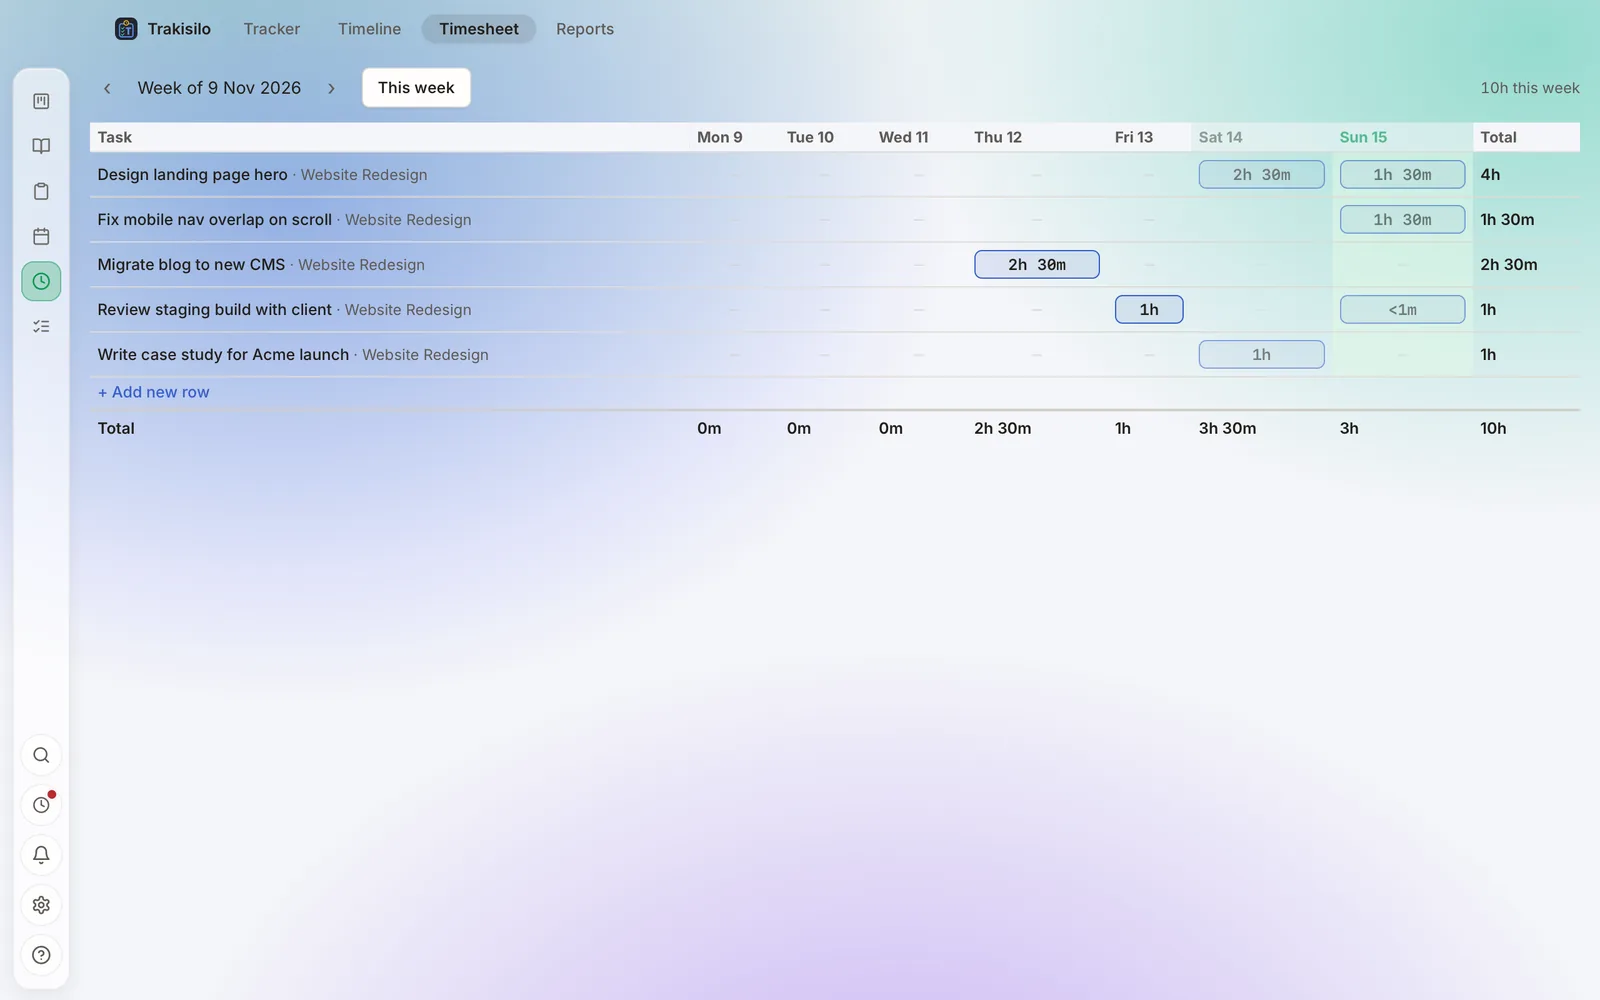 Trakisilo Tracker Timeline Timesheet Reports
‹ Week of 9 Nov 2026 › This week 10h this week
Task Mon 9 Tue 10 Wed 11 Thu 12 Fri 13 Sat 14 Sun 15 Total
Design landing page hero · Website Redesign – – – – – 2h 30m 1h 30m 4h
Fix mobile nav overlap on scroll · Website Redesign – – – – – – 1h 30m 1h 30m
Migrate blog to new CMS · Website Redesign – – – 2h 30m – – – 2h 30m
Review staging build with client · Website Redesign – – – – 1h – <1m 1h
Write case study for Acme launch · Website Redesign – – – – – 1h – 1h
+ Add new row
Total 0m 0m 0m 2h 30m 1h 3h 30m 3h 10h